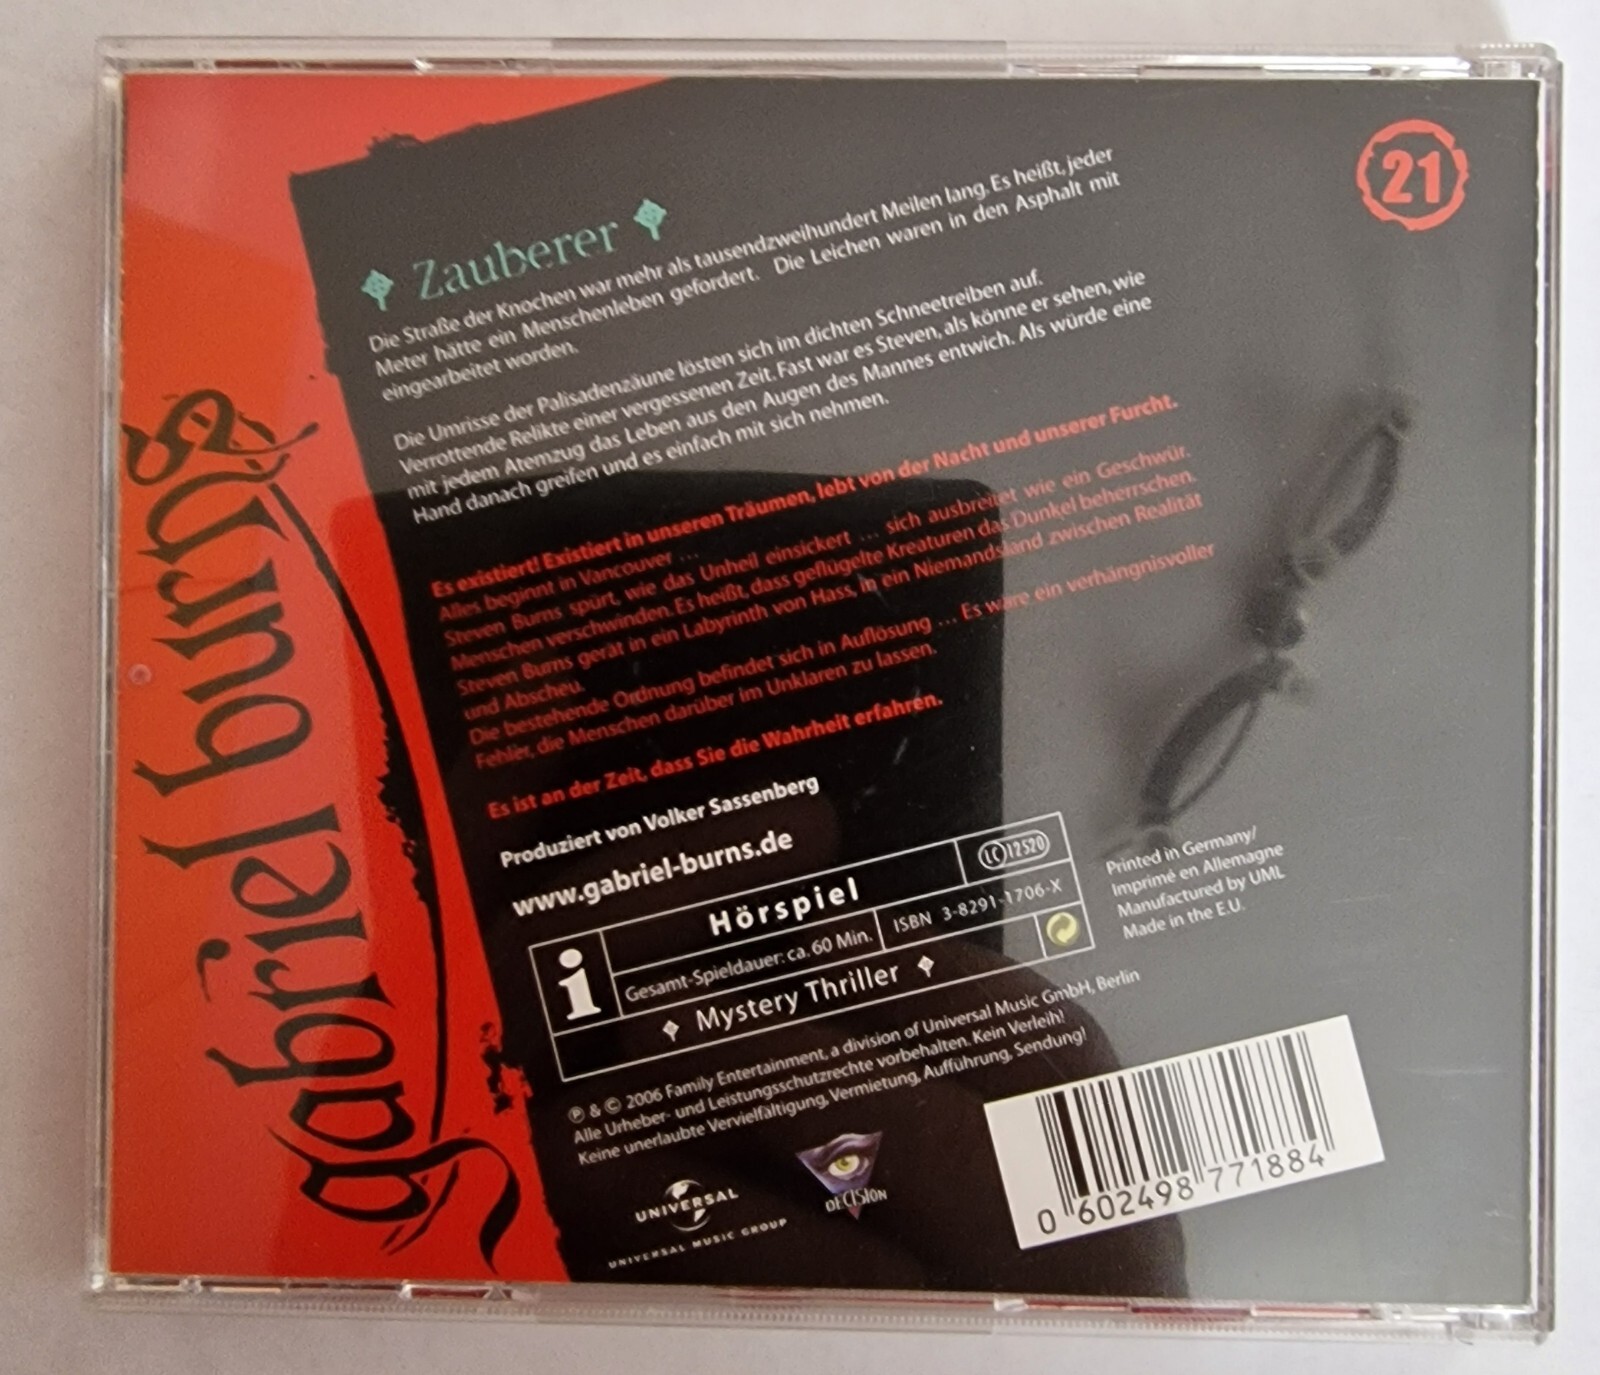 gabriel burns
21
Zauberer
Die Straße der Knochen war mehr als tausendzweihundert Meilen lang. Es heißt, jeder
Meter hätte ein Menschenleben gefordert. Die Leichen waren in den Asphalt mit
eingearbeitet worden.
Die Umrisse der Palisadenzäune lösten sich im dichten Schneetreiben auf.
Verrottende Relikte einer vergessenen Zeit. Fast war es Steven, als könne er sehen, wie
mit jedem Atemzug das Leben aus den Augen des Mannes entwich. Als würde eine
Hand danach greifen und es einfach mit sich nehmen.
Es existiert! Existiert in unseren Träumen, lebt von der Nacht und unserer Furcht.
Alles beginnt in Vancouver ...
Steven Burns spürt, wie das Unheil einsickert ... sich ausbreitet wie ein Geschwür.
Menschen verschwinden. Es heißt, dass geflügelte Kreaturen das Dunkel beherrschen.
Steven Burns gerät in ein Labyrinth von Hass, in ein Niemandsland zwischen Realität
und Abscheu.
Die bestehende Ordnung befindet sich in Auflösung ... Es wäre ein verhängnisvoller
Fehler, die Menschen darüber im Unklaren zu lassen.
Es ist an der Zeit, dass Sie die Wahrheit erfahren.
Produziert von Volker Sassenberg
www.gabriel-burns.de
i
Hörspiel
LC 12520
Gesamt-Spieldauer: ca. 60 Min.
ISBN 3-8291-1706-X
Mystery Thriller
Printed in Germany/
Imprimé en Allemagne
Manufactured by UML
Made in the E.U.
℗ & © 2006 Family Entertainment, a division of Universal Music GmbH, Berlin
Alle Urheber- und Leistungsschutzrechte vorbehalten. Kein Verleih!
Keine unerlaubte Vervielfältigung, Vermietung, Aufführung, Sendung!
UNIVERSAL
UNIVERSAL MUSIC GROUP
DECISION
0 602498 771884